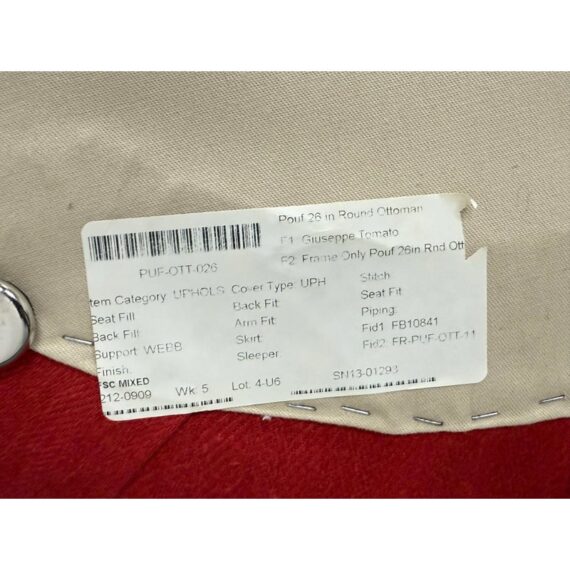 Pouf 26 in Round Ottoman
F1: Giuseppe Tomato
F2: Frame Only Pouf 26in Rnd Ott
PUF-OTT-026
tem Category: UPHOLS Cover Type: UPH Stitch
Seat Fill Back Fit: Seat Fit:
Back Fill Arm Fit: Piping:
Support: WEBB Skirt: Fid1: FB10841
Finish: Sleeper: Fid2: FR-PUF-OTT-11
FSC MIXED
212-0909 Wk: 5 Lot: 4-U6 SN13-01293